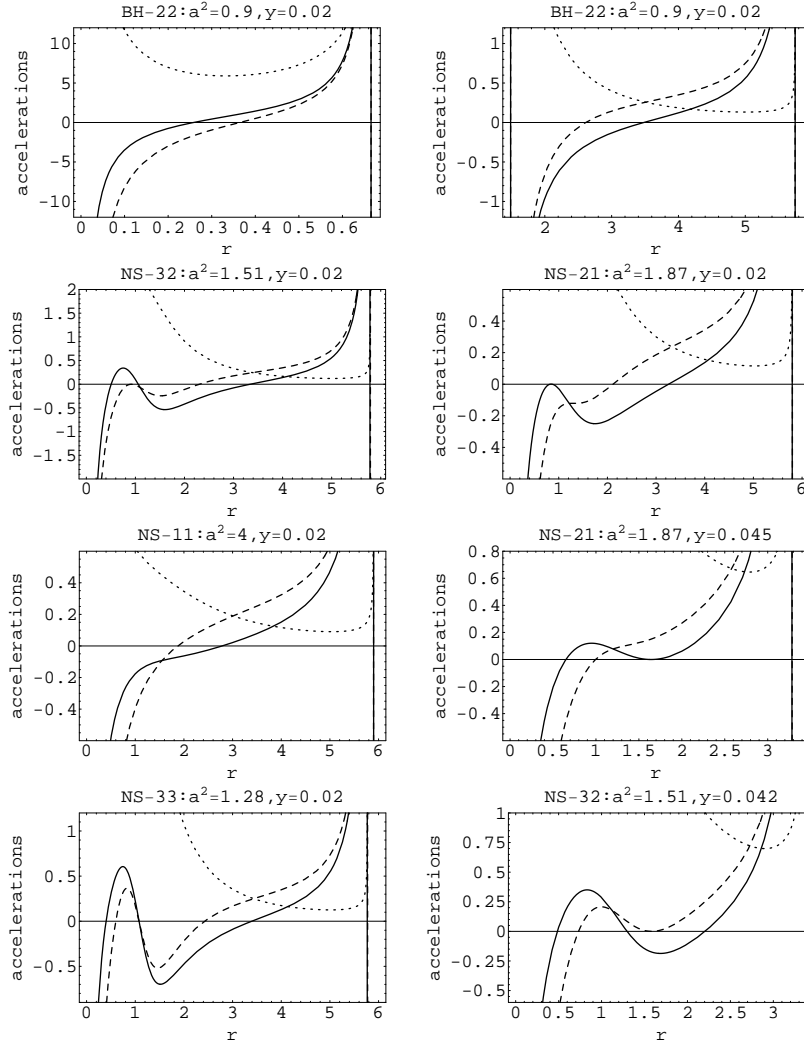 BH-22:a²=0.9,y=0.02
accelerations
10
5
0
-5
-10
0 0.1 0.2 0.3 0.4 0.5 0.6
r
BH-22:a²=0.9,y=0.02
accelerations
1
0.5
0
-0.5
-1
2 3 4 5
r
NS-32:a²=1.51,y=0.02
accelerations
2
1.5
1
0.5
0
-0.5
-1
-1.5
0 1 2 3 4 5 6
r
NS-21:a²=1.87,y=0.02
accelerations
0.4
0.2
0
-0.2
-0.4
0 1 2 3 4 5 6
r
NS-11:a²=4,y=0.02
accelerations
0.4
0.2
0
-0.2
-0.4
0 1 2 3 4 5 6
r
NS-21:a²=1.87,y=0.045
accelerations
0.8
0.6
0.4
0.2
0
-0.2
-0.4
0 0.5 1 1.5 2 2.5 3
r
NS-33:a²=1.28,y=0.02
accelerations
1
0.5
0
-0.5
0 1 2 3 4 5 6
r
NS-32:a²=1.51,y=0.042
accelerations
1
0.75
0.5
0.25
0
-0.25
-0.5
0 0.5 1 1.5 2 2.5 3
r